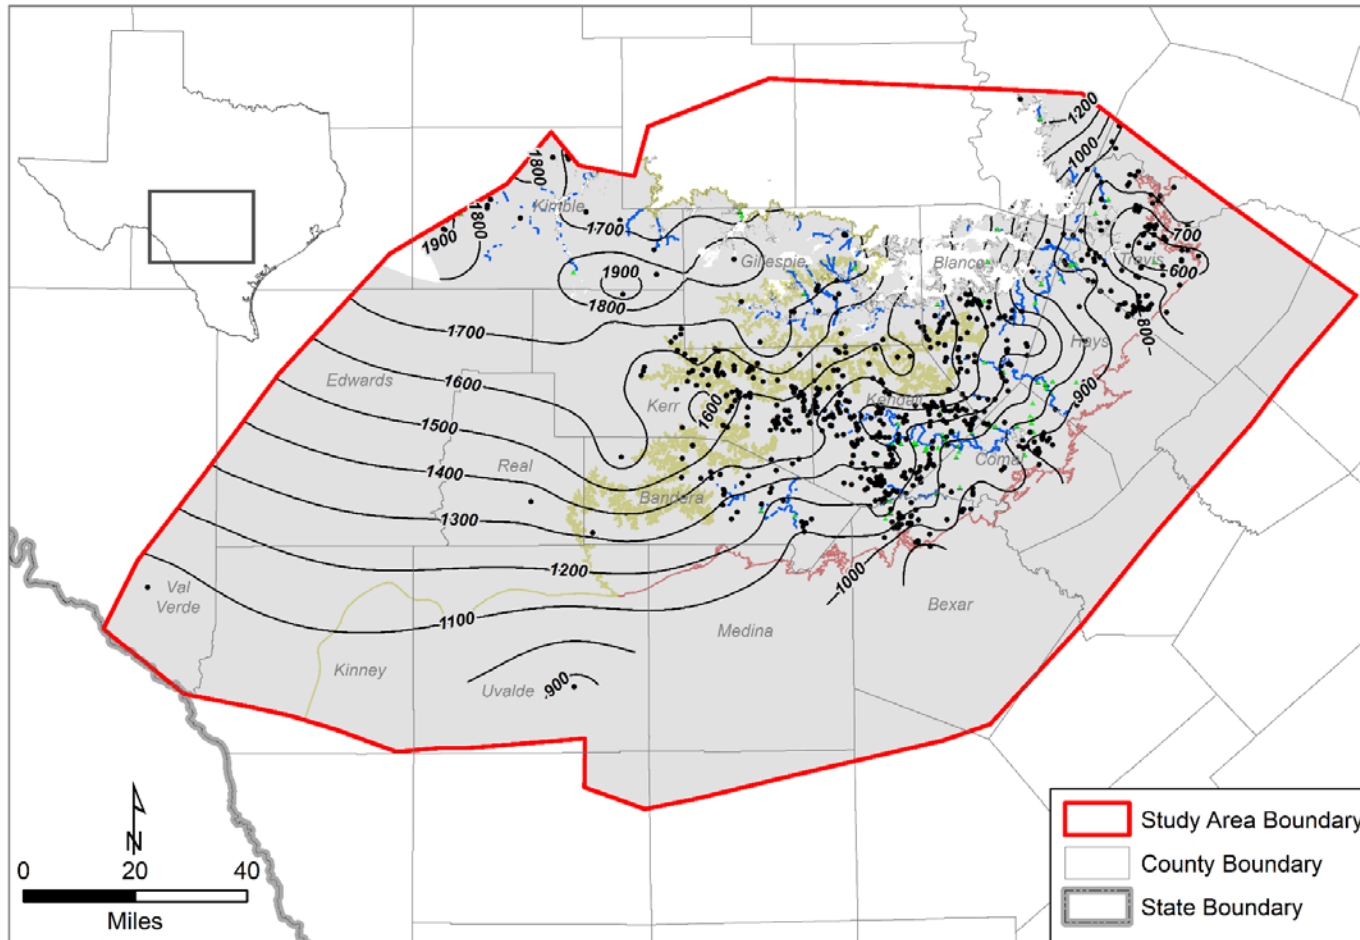 1200
1000
1800
1800
Kimble
1900
1700
Gillespie
Blanco
700
Travis
600
1900
1800
1700
800
Hays
Edwards
1600
Kerr
1600
Kendall
900
1500
Real
1400
Comal
Bandera
1300
1200
1000
Val
Verde
1100
Bexar
Medina
Kinney
Uvalde
900
N
0 20 40
Miles
Study Area Boundary
County Boundary
State Boundary